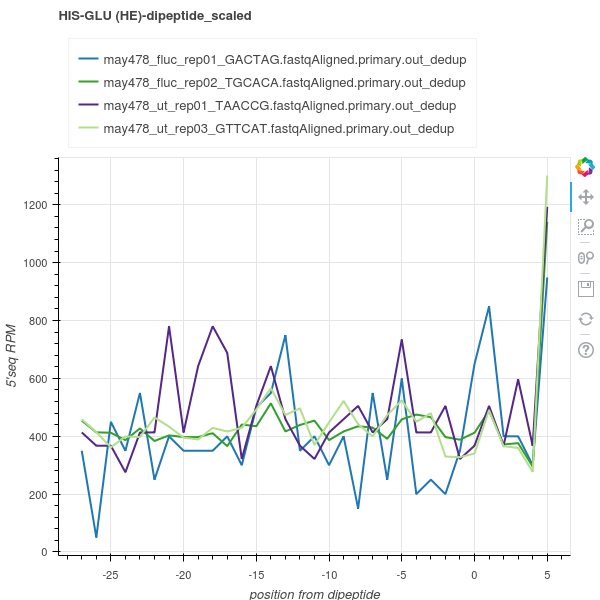 HIS-GLU (HE)-dipeptide_scaled
may478_fluc_rep01_GACTAG.fastqAligned.primary.out_dedup
may478_fluc_rep02_TGCACA.fastqAligned.primary.out_dedup
may478_ut_rep01_TAACCG.fastqAligned.primary.out_dedup
may478_ut_rep03_GTTCAT.fastqAligned.primary.out_dedup
5'seq RPM
1200
1000
800
600
400
200
0
-25 -20 -15 -10 -5 0 5
position from dipeptide